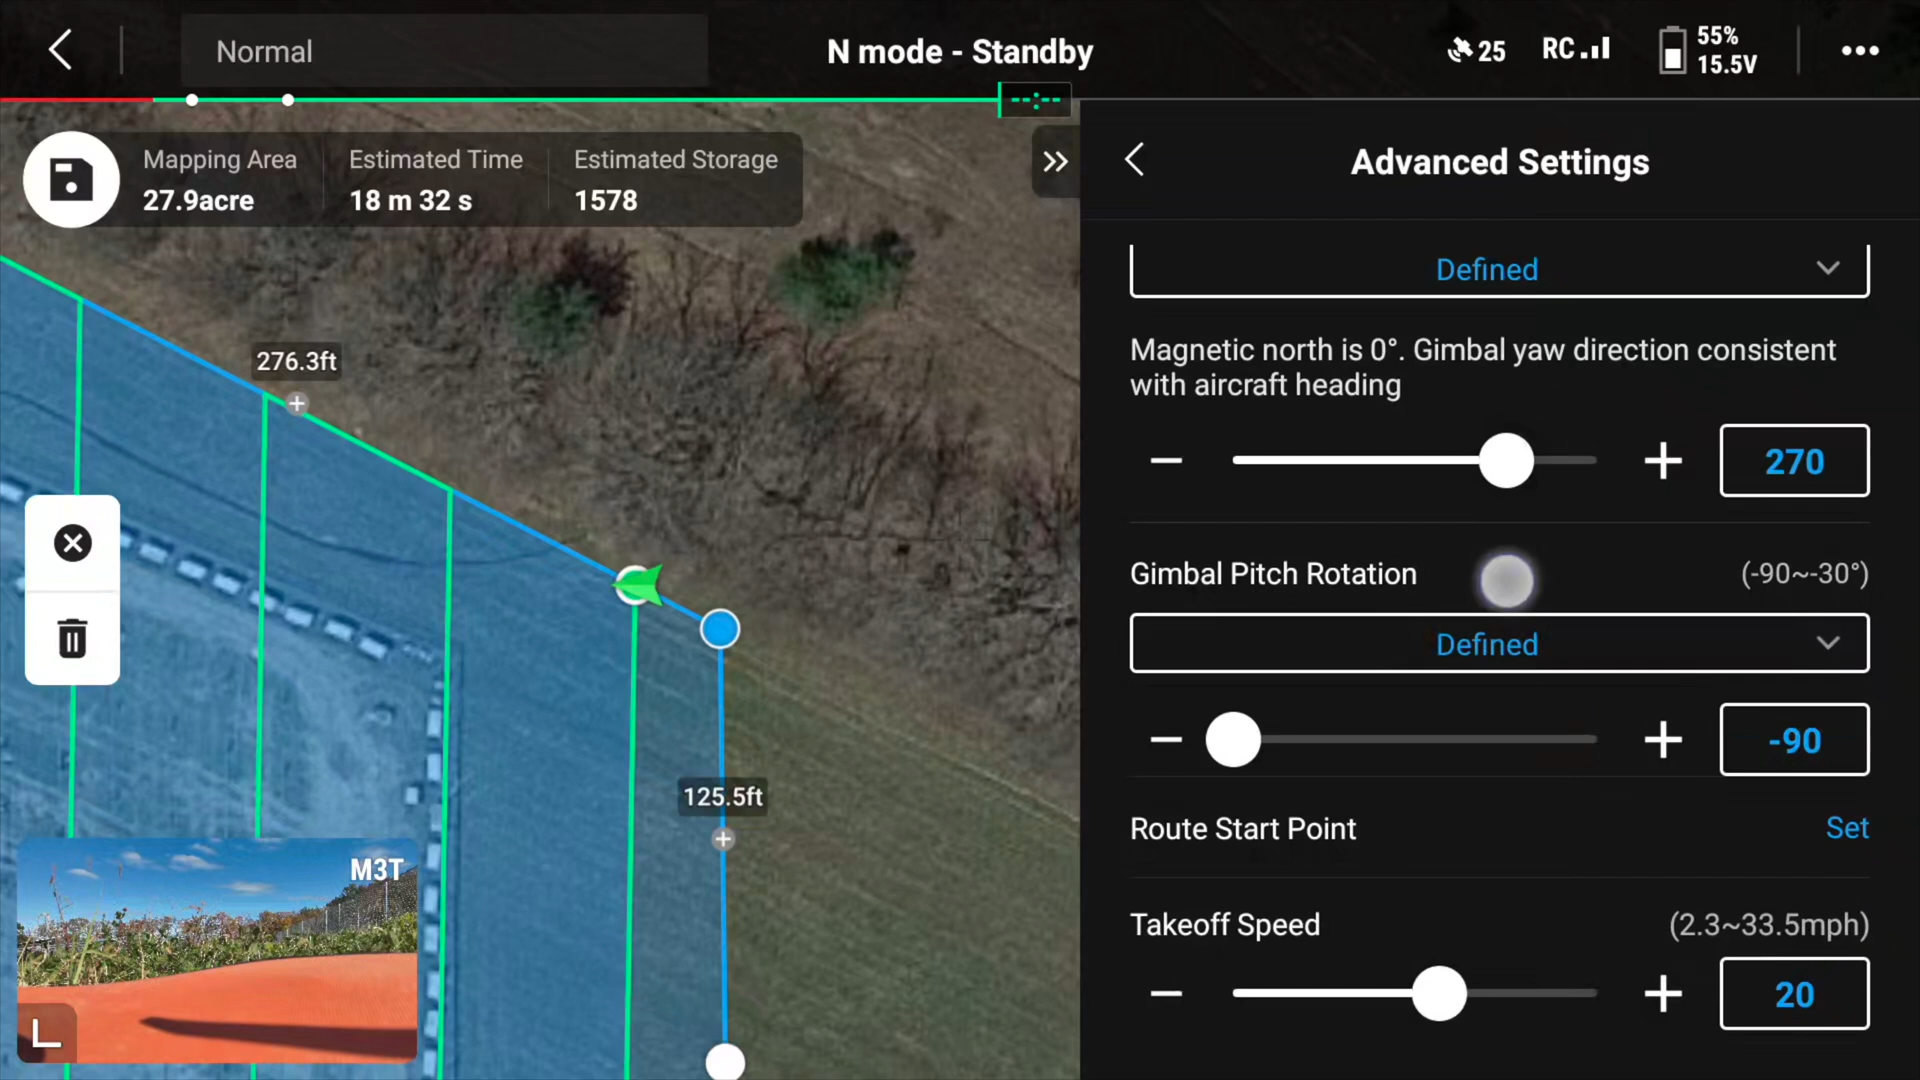 Normal
N mode - Standby
25
RC
55%
15.5V
Mapping Area
27.9acre
Estimated Time
18 m 32 s
Estimated Storage
1578
Advanced Settings
Defined
Magnetic north is 0°. Gimbal yaw direction consistent
with aircraft heading
270
Gimbal Pitch Rotation
(-90~-30°)
Defined
-90
Route Start Point
Set
Takeoff Speed
(2.3~33.5mph)
20
276.3ft
125.5ft
M3T